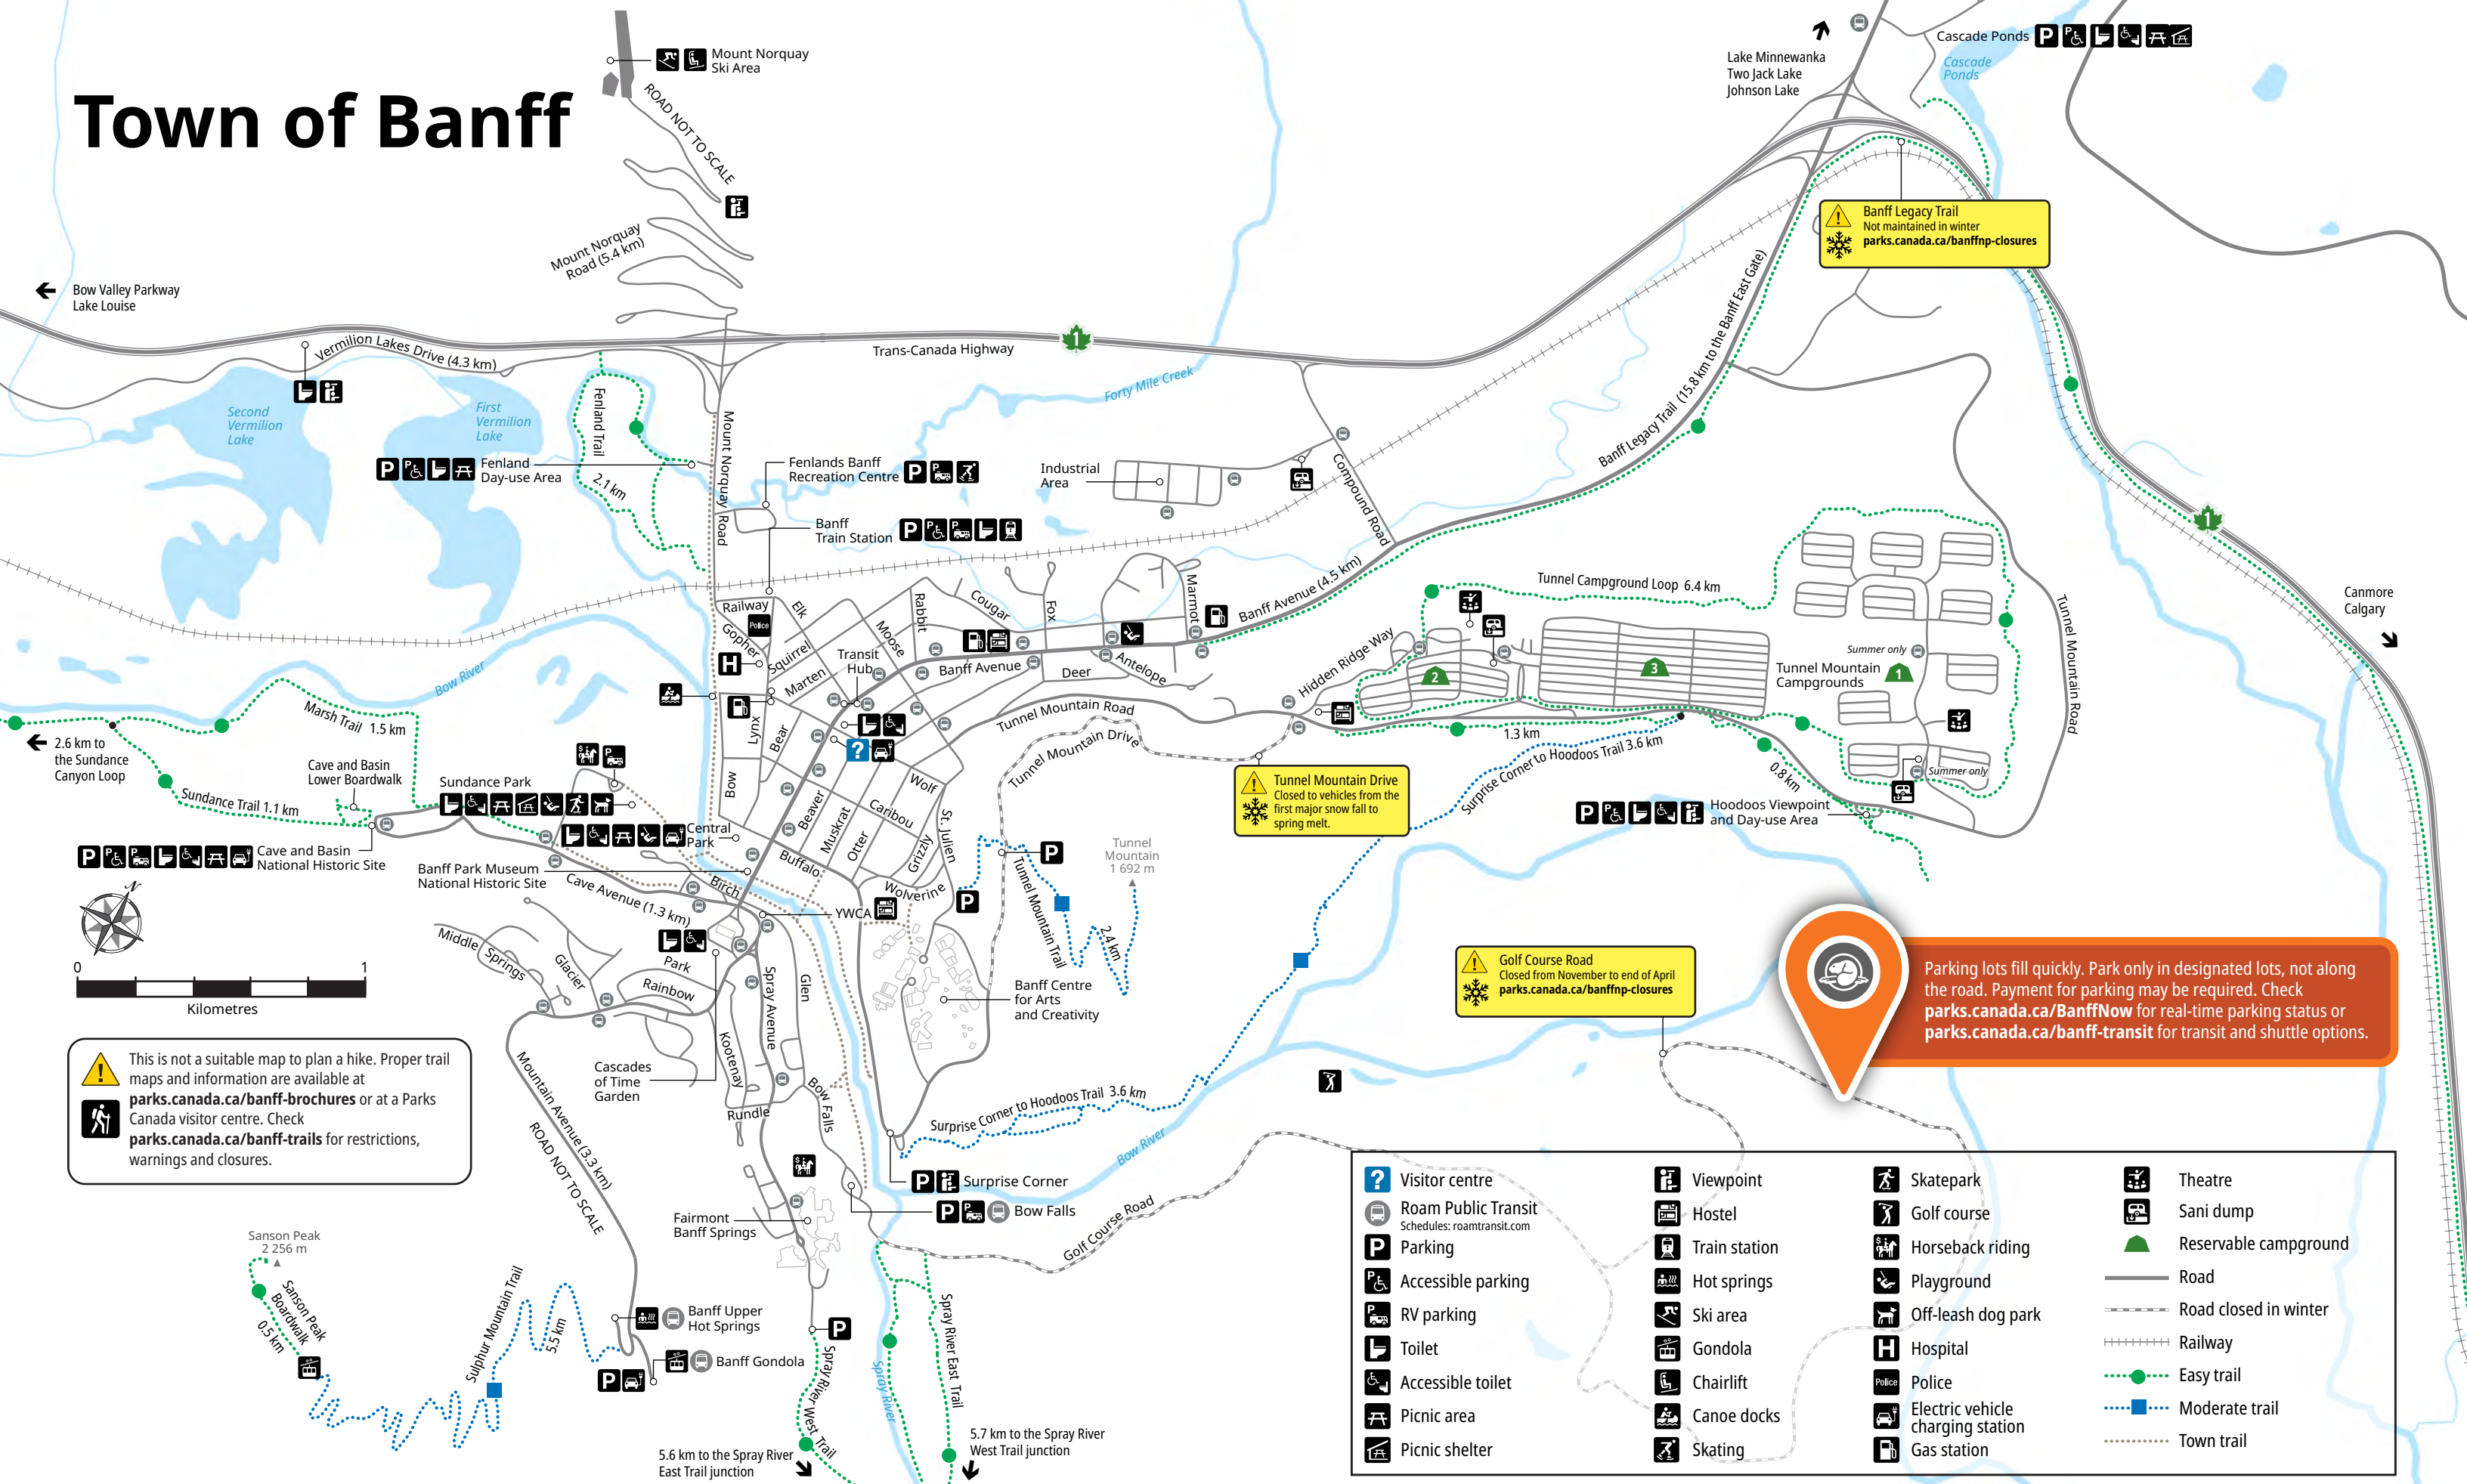 Town of Banff
Mount Norquay
Ski Area
ROAD NOT TO SCALE
Mount Norquay
Road (5.4 km)
Lake Minnewanka
Two Jack Lake
Johnson Lake
Cascade Ponds
Cascade
Ponds
Banff Legacy Trail
Not maintained in winter
parks.canada.ca/banffnp-closures
Bow Valley Parkway
Lake Louise
Vermilion Lakes Drive (4.3 km)
Trans-Canada Highway
1
Forty Mile Creek
Banff Legacy Trail (15.8 km to the Banff East Gate)
Second
Vermilion
Lake
First
Vermilion
Lake
Fenland Trail
2.1 km
Mount Norquay Road
Fenland
Day-use Area
Fenlands Banff
Recreation Centre
Banff
Train Station
Industrial
Area
Compound Road
1
Canmore
Calgary
Railway
Police
Gopher
Elk
Squirrel
Marten
Moose
Rabbit
Cougar
Fox
Marmot
Transit
Hub
Banff Avenue
Deer
Antelope
Banff Avenue (4.5 km)
Hidden Ridge Way
Tunnel Campground Loop 6.4 km
2
3
Tunnel Mountain
Campgrounds
1
Summer only
Summer only
Tunnel Mountain Road
Tunnel Mountain Road
Tunnel Mountain Drive
1.3 km
0.8 km
Surprise Corner to Hoodoos Trail 3.6 km
Hoodoos Viewpoint
and Day-use Area
Tunnel Mountain Drive
Closed to vehicles from the
first major snow fall to
spring melt.
Bow River
Marsh Trail 1.5 km
2.6 km to
the Sundance
Canyon Loop
Sundance Trail 1.1 km
Cave and Basin
Lower Boardwalk
Sundance Park
Cave and Basin
National Historic Site
Central
Park
Banff Park Museum
National Historic Site
Cave Avenue (1.3 km)
Birch
Lynx
Bear
Bow
Beaver
Muskrat
Otter
Buffalo
Caribou
Wolf
Grizzly
St. Julien
Wolverine
YWCA
Tunnel
Mountain
1 692 m
Tunnel Mountain Trail
2.4 km
N
0
1
Kilometres
Middle
Springs
Glacier
Park
Rainbow
Spray Avenue
Glen
Kootenay
Rundle
Bow Falls
Cascades
of Time
Garden
Banff Centre
for Arts
and Creativity
Golf Course Road
Closed from November to end of April
parks.canada.ca/banffnp-closures
Parking lots fill quickly. Park only in designated lots, not along
the road. Payment for parking may be required. Check
parks.canada.ca/BanffNow for real-time parking status or
parks.canada.ca/banff-transit for transit and shuttle options.
This is not a suitable map to plan a hike. Proper trail
maps and information are available at
parks.canada.ca/banff-brochures or at a Parks
Canada visitor centre. Check
parks.canada.ca/banff-trails for restrictions,
warnings and closures.
Mountain Avenue (3.3 km)
ROAD NOT TO SCALE
Surprise Corner to Hoodoos Trail 3.6 km
Bow River
Surprise Corner
Bow Falls
Golf Course Road
Fairmont
Banff Springs
Sanson Peak
2 256 m
Sanson Peak
Boardwalk
0.5 km
Sulphur Mountain Trail
5.5 km
Banff Upper
Hot Springs
Banff Gondola
Spray River West Trail
Spray River
Spray River East Trail
5.6 km to the Spray River
East Trail junction
5.7 km to the Spray River
West Trail junction
Visitor centre
Roam Public Transit
Schedules: roamtransit.com
Parking
Accessible parking
RV parking
Toilet
Accessible toilet
Picnic area
Picnic shelter
Viewpoint
Hostel
Train station
Hot springs
Ski area
Gondola
Chairlift
Canoe docks
Skating
Skatepark
Golf course
Horseback riding
Playground
Off-leash dog park
Hospital
Police
Police
Electric vehicle
charging station
Gas station
Theatre
Sani dump
Reservable campground
Road
Road closed in winter
Railway
Easy trail
Moderate trail
Town trail